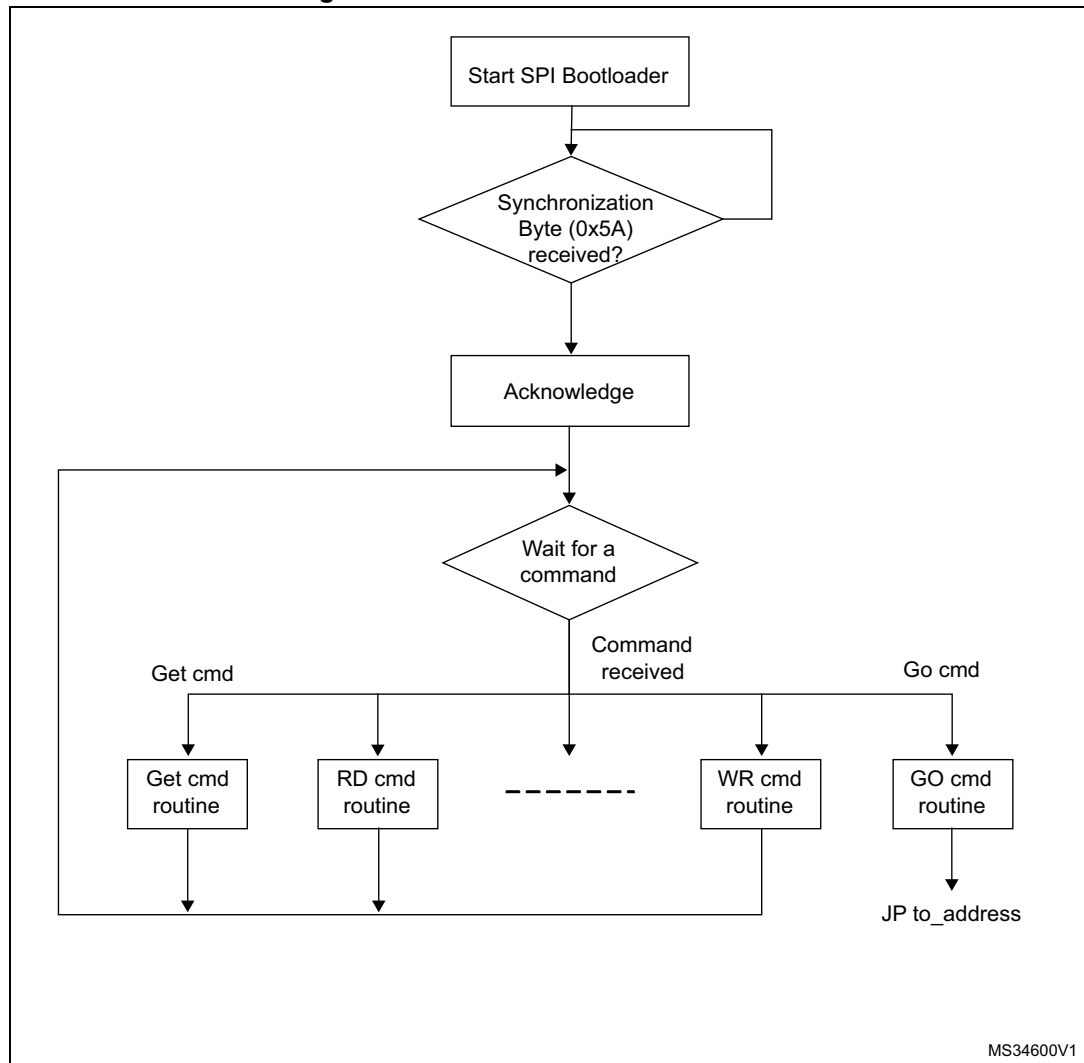 Start SPI Bootloader
Synchronization
Byte (0x5A)
received?
Acknowledge
Wait for a
command
Command
received
Get cmd
Go cmd
Get cmd
routine
RD cmd
routine
WR cmd
routine
GO cmd
routine
JP to_address
MS34600V1